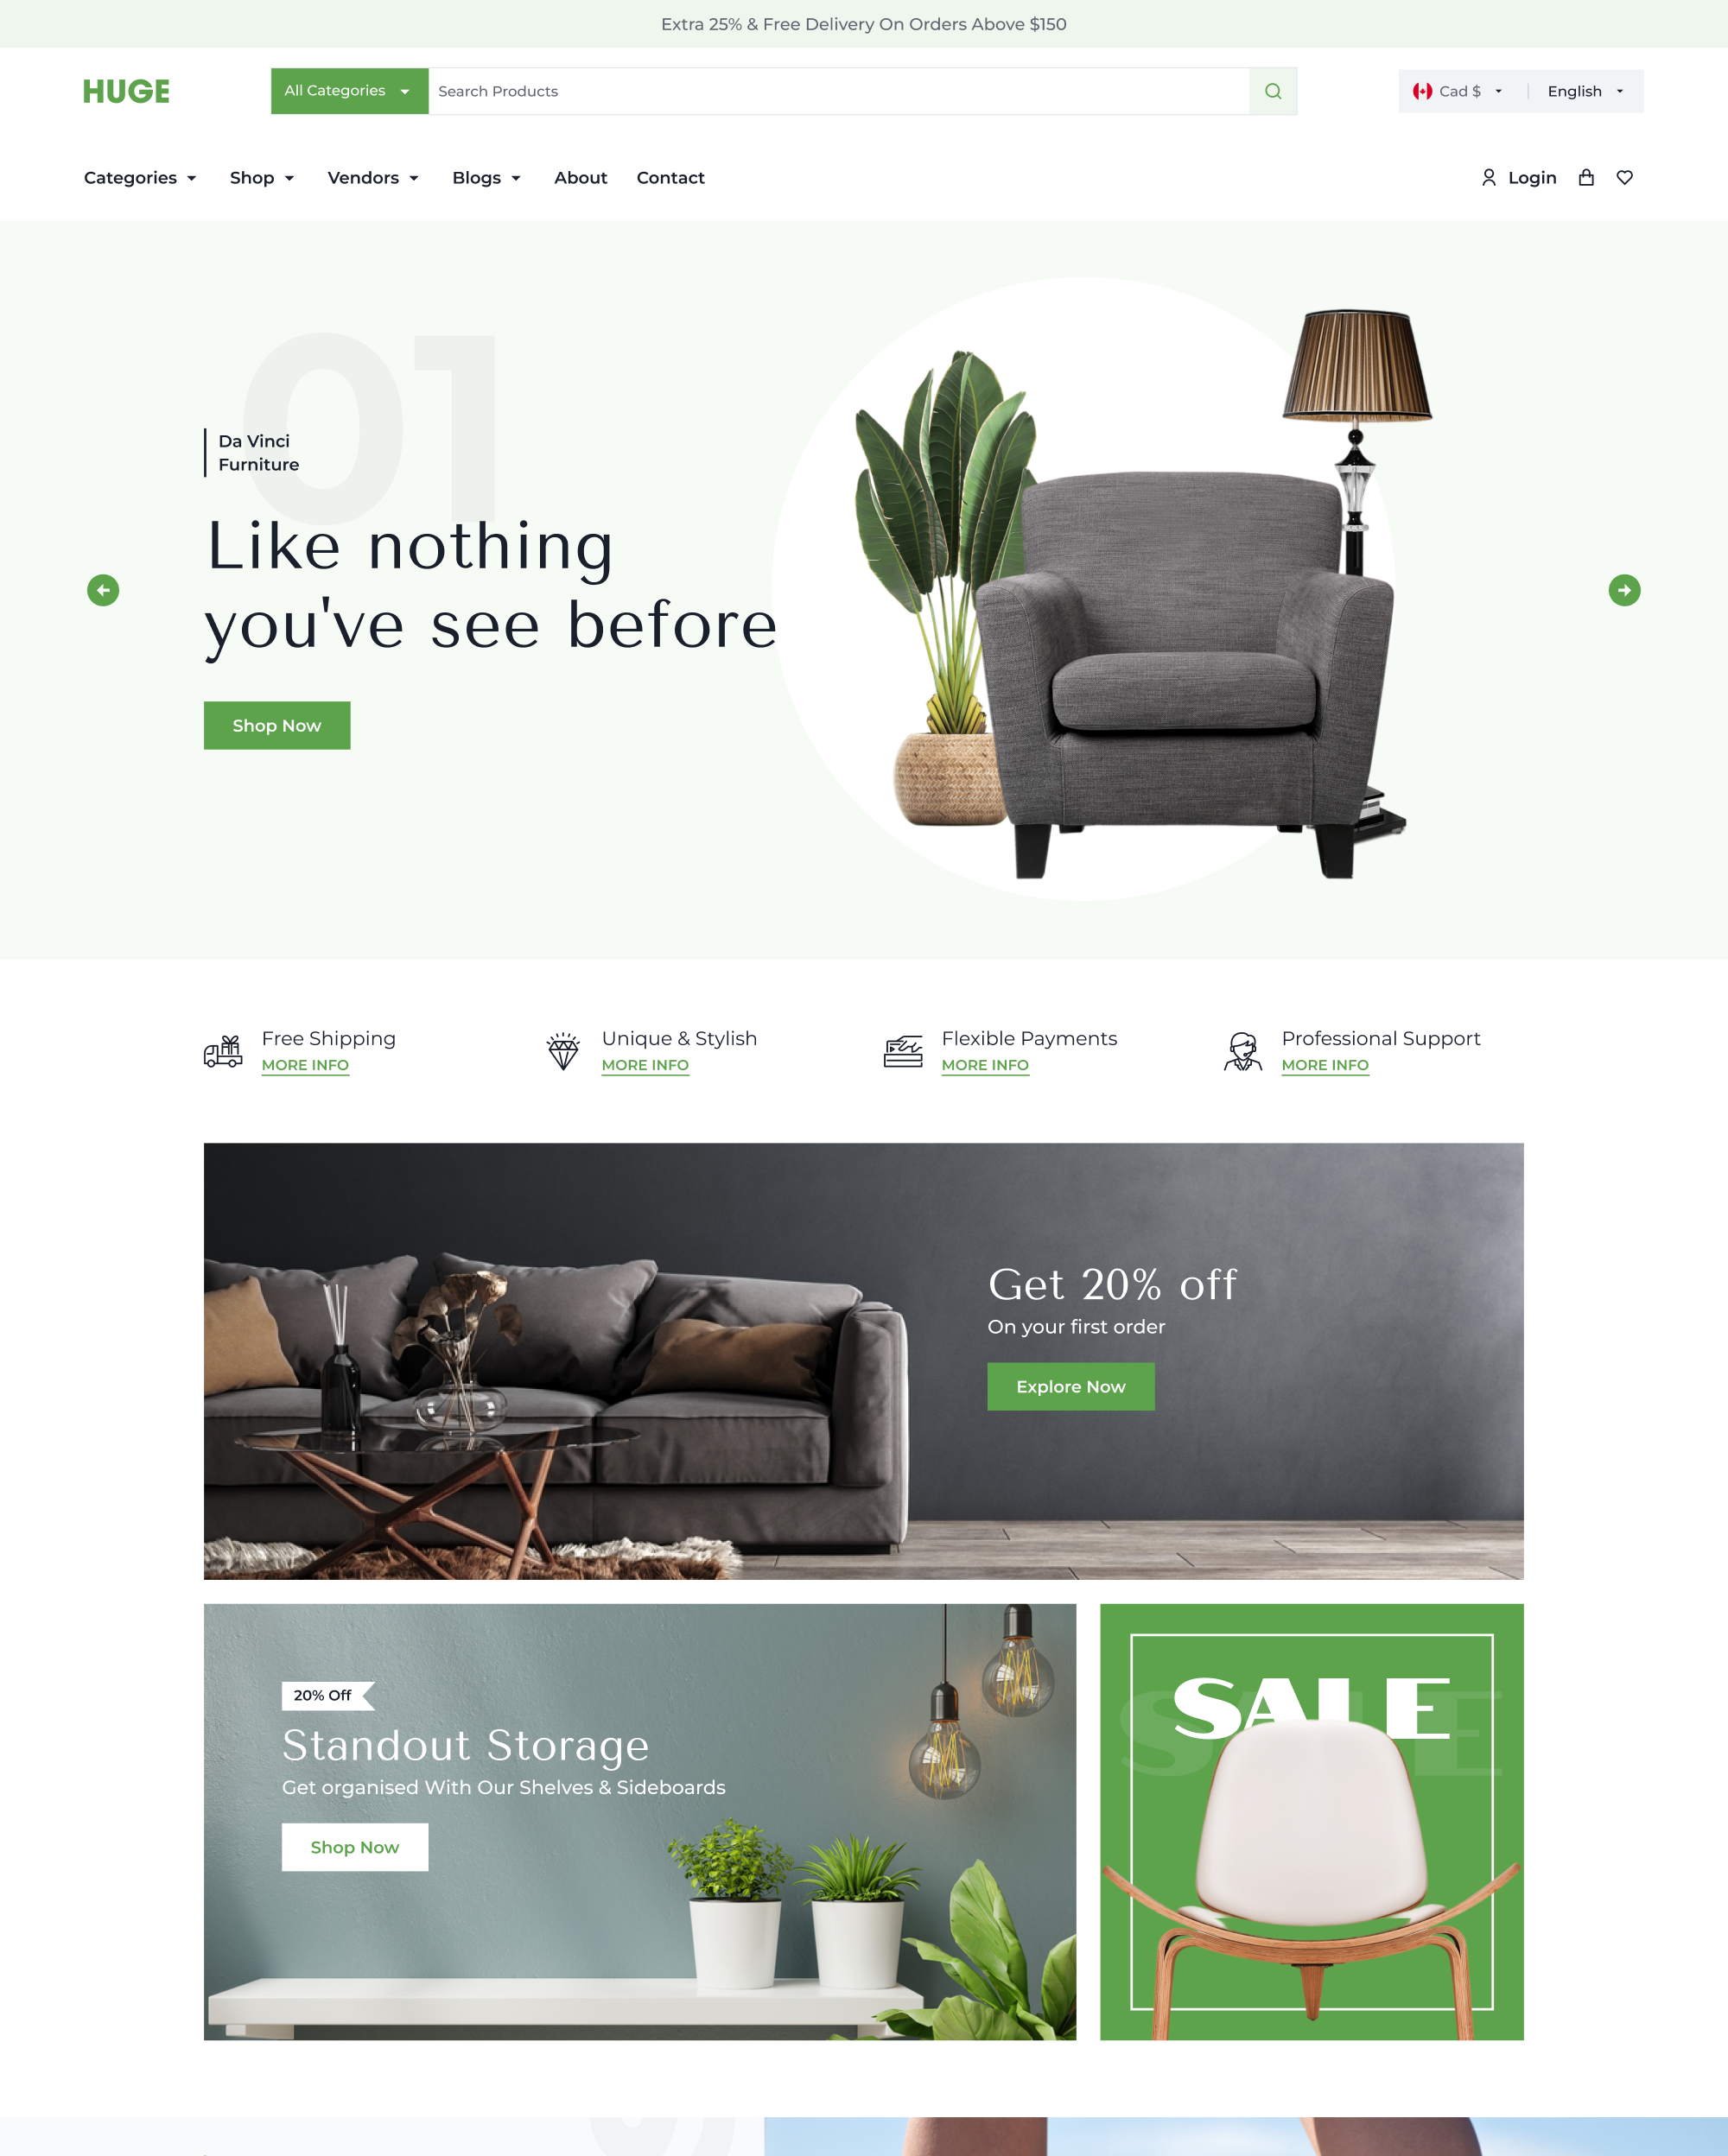 Extra 25% & Free Delivery On Orders Above $150
HUGE
All Categories
Search Products
Cad $
English
Categories
Shop
Vendors
Blogs
About
Contact
Login
01
Da Vinci
Furniture
Like nothing
you've see before
Shop Now
Free Shipping
MORE INFO
Unique & Stylish
MORE INFO
Flexible Payments
MORE INFO
Professional Support
MORE INFO
Get 20% off
On your first order
Explore Now
20% Off
Standout Storage
Get organised With Our Shelves & Sideboards
Shop Now
SALE
SALE